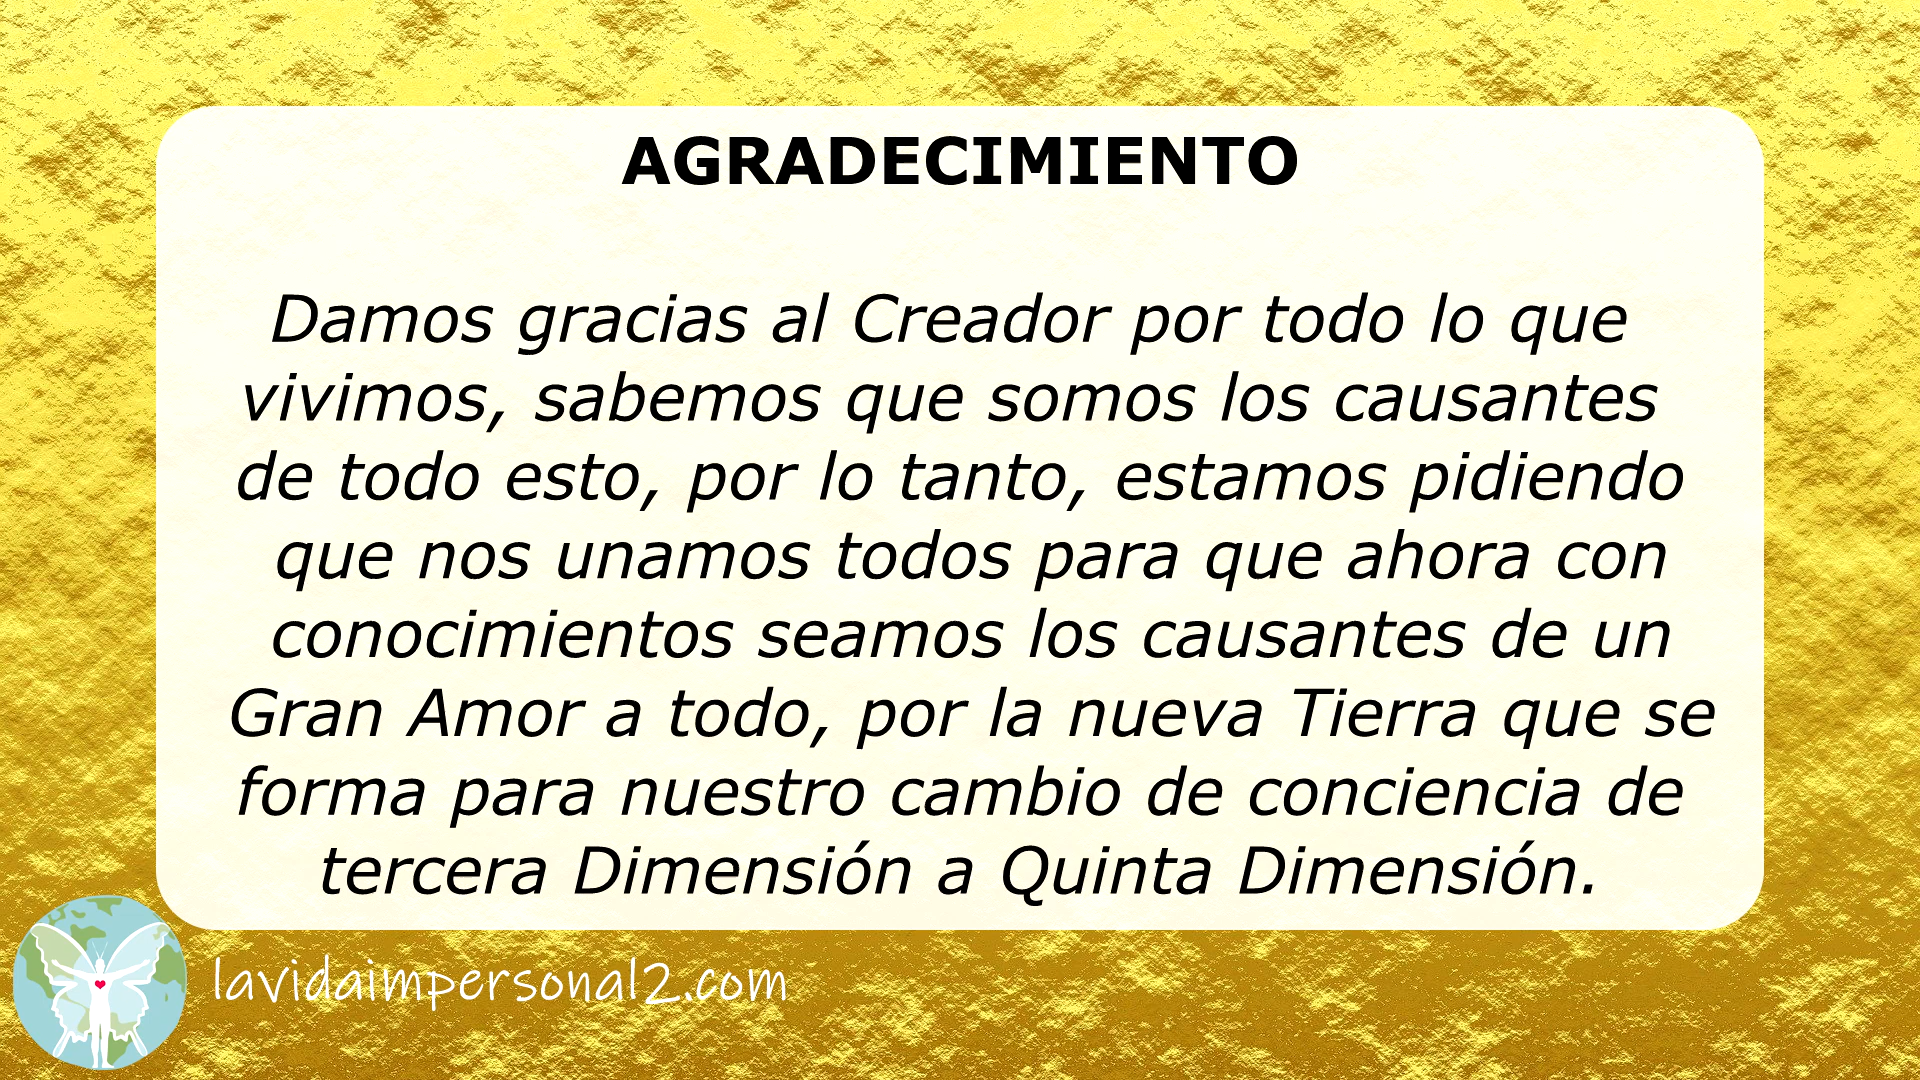 AGRADECIMIENTO
Damos gracias al Creador por todo lo que
vivimos, sabemos que somos los causantes
de todo esto, por lo tanto, estamos pidiendo
que nos unamos todos para que ahora con
conocimientos seamos los causantes de un
Gran Amor a todo, por la nueva Tierra que se
forma para nuestro cambio de conciencia de
tercera Dimensión a Quinta Dimensión.
lavidaimpersonal2.com